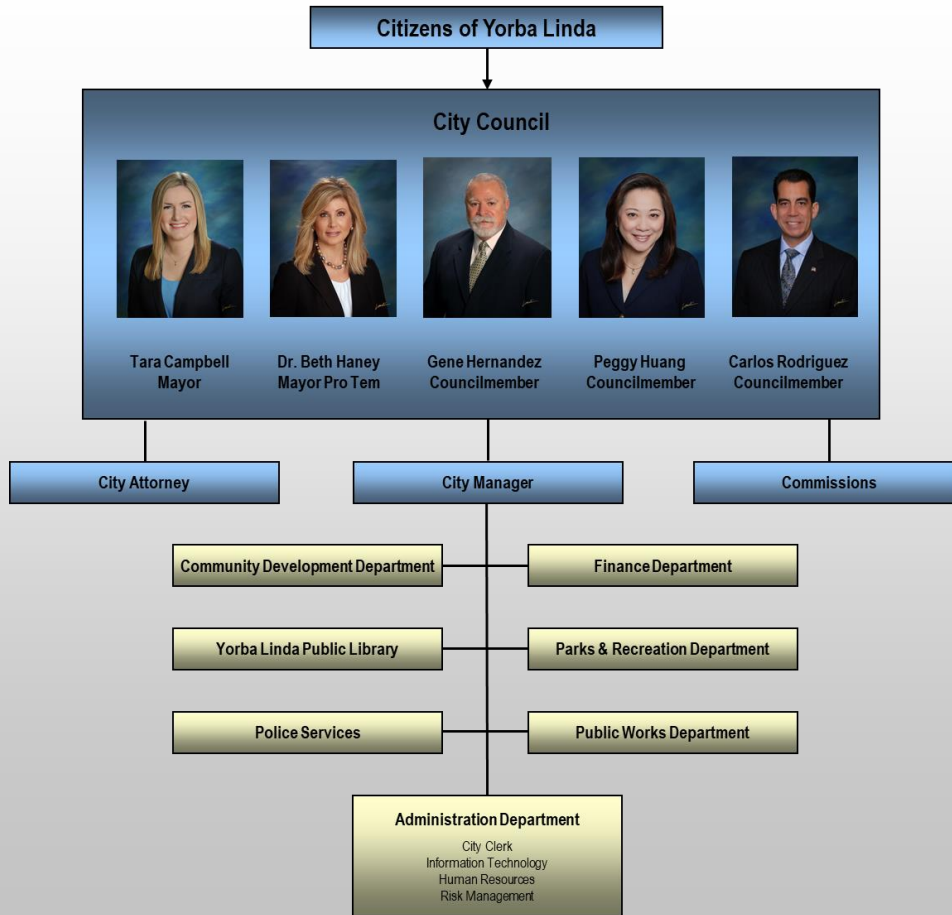 Citizens of Yorba Linda
City Council
Tara Campbell
Mayor
Dr. Beth Haney
Mayor Pro Tem
Gene Hernandez
Councilmember
Peggy Huang
Councilmember
Carlos Rodriguez
Councilmember
City Attorney
City Manager
Commissions
Community Development Department
Finance Department
Yorba Linda Public Library
Parks & Recreation Department
Police Services
Public Works Department
Administration Department
City Clerk
Information Technology
Human Resources
Risk Management